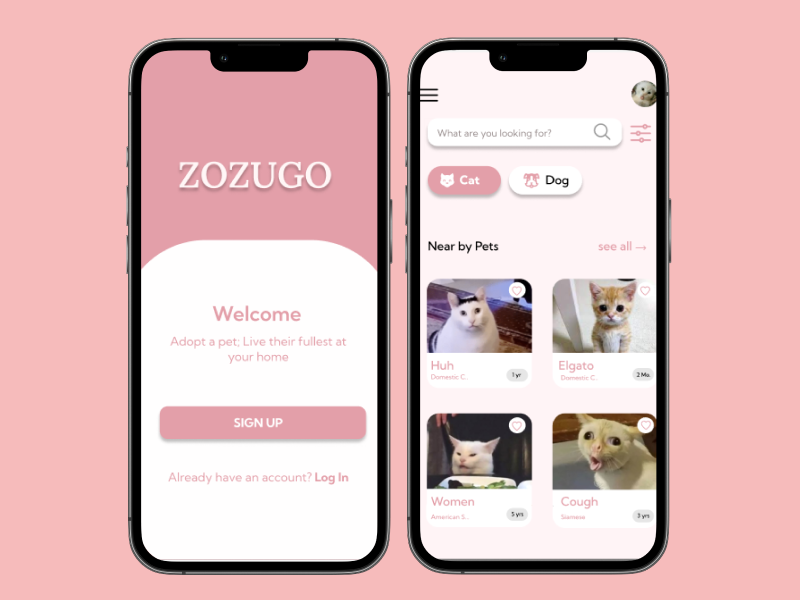 ZOZUGO
Welcome
Adopt a pet; Live their fullest at
your home
SIGN UP
Already have an account? Log In
What are you looking for?
Cat
Dog
Near by Pets
see all →
Huh
Domestic C..
1 yr
Elgato
Domestic C..
2 Mo.
Women
American S..
5 yrs
Cough
Siamese
3 yrs